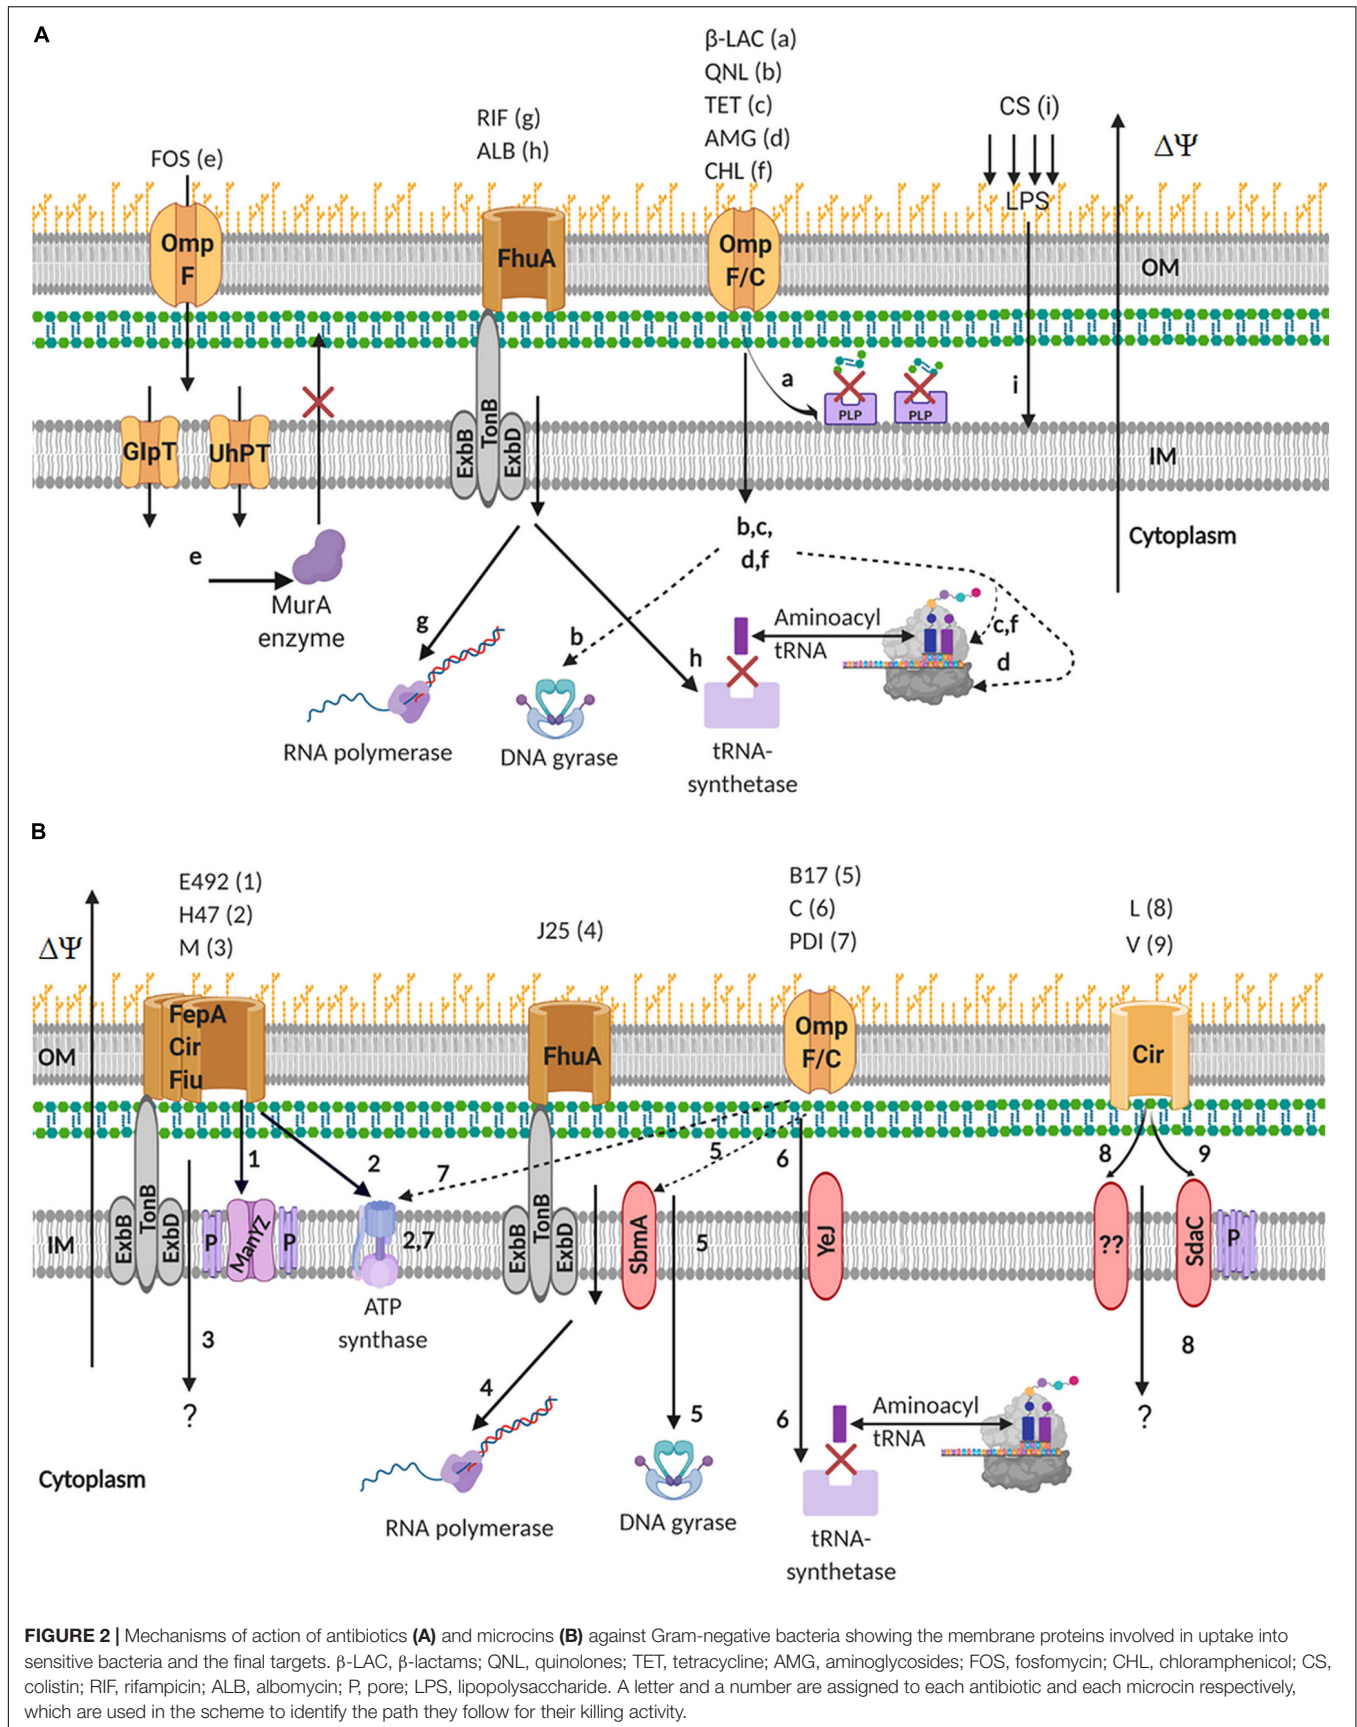 A
β-LAC (a)
QNL (b)
TET (c)
AMG (d)
CHL (f)
RIF (g)
ALB (h)
FOS (e)
CS (i)
ΔΨ
LPS
Omp
F
FhuA
Omp
F/C
OM
a
i
PLP
PLP
GlpT
UhPT
ExbB
TonB
ExbD
IM
Cytoplasm
e
MurA
enzyme
b,c,
d,f
g
b
h
Aminoacyl
tRNA
c,f
d
RNA polymerase
DNA gyrase
tRNA-
synthetase
B
E492 (1)
H47 (2)
M (3)
J25 (4)
B17 (5)
C (6)
PDI (7)
L (8)
V (9)
ΔΨ
OM
FepA
Cir
Fiu
FhuA
Omp
F/C
Cir
1
2
7
5
6
8
9
IM
ExbB
TonB
ExbD
P
ManYZ
P
2,7
ATP
synthase
ExbB
TonB
ExbD
SbmA
5
YeJ
??
SdaC
P
3
?
8
4
5
6
Aminoacyl
tRNA
?
Cytoplasm
RNA polymerase
DNA gyrase
tRNA-
synthetase
FIGURE 2 | Mechanisms of action of antibiotics (A) and microcins (B) against Gram-negative bacteria showing the membrane proteins involved in uptake into
sensitive bacteria and the final targets. β-LAC, β-lactams; QNL, quinolones; TET, tetracycline; AMG, aminoglycosides; FOS, fosfomycin; CHL, chloramphenicol; CS,
colistin; RIF, rifampicin; ALB, albomycin; P, pore; LPS, lipopolysaccharide. A letter and a number are assigned to each antibiotic and each microcin respectively,
which are used in the scheme to identify the path they follow for their killing activity.